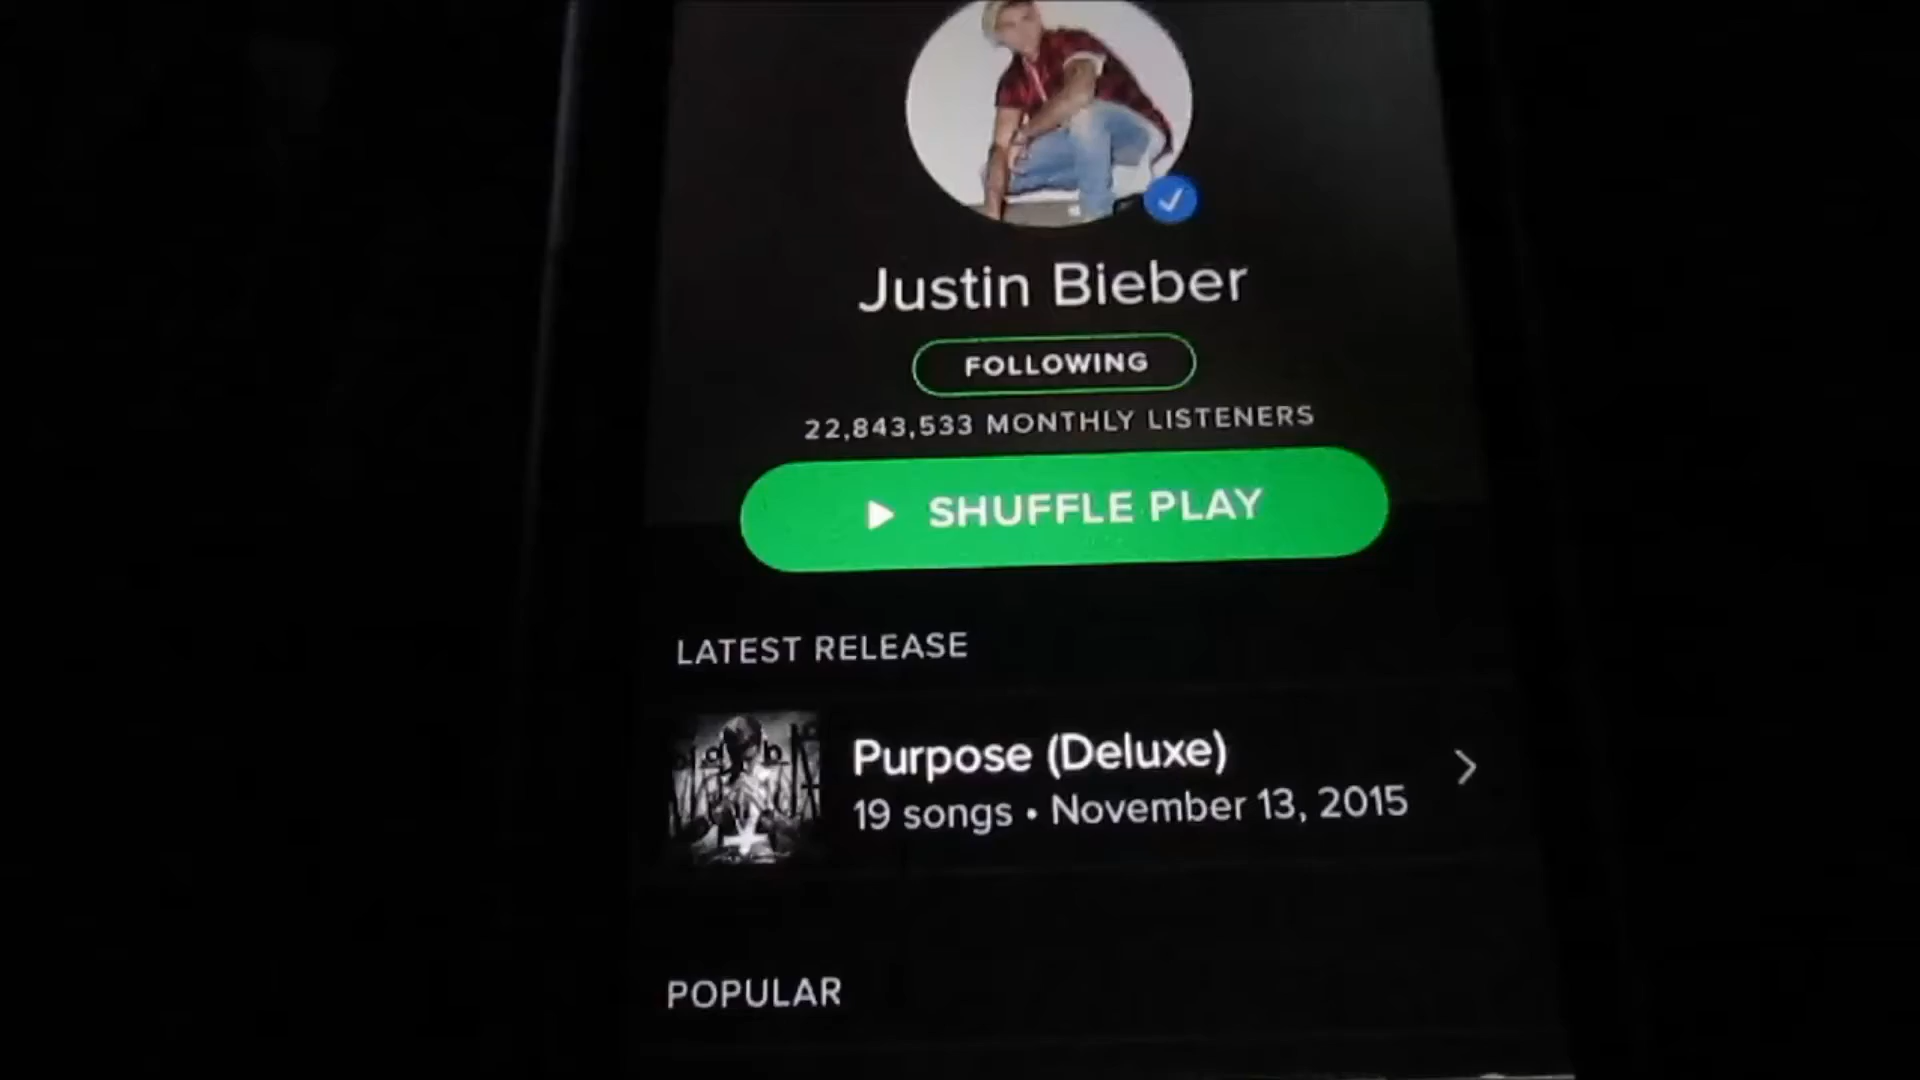 Justin Bieber
FOLLOWING
22,843,533 MONTHLY LISTENERS
SHUFFLE PLAY
LATEST RELEASE
Purpose (Deluxe)
19 songs • November 13, 2015
POPULAR